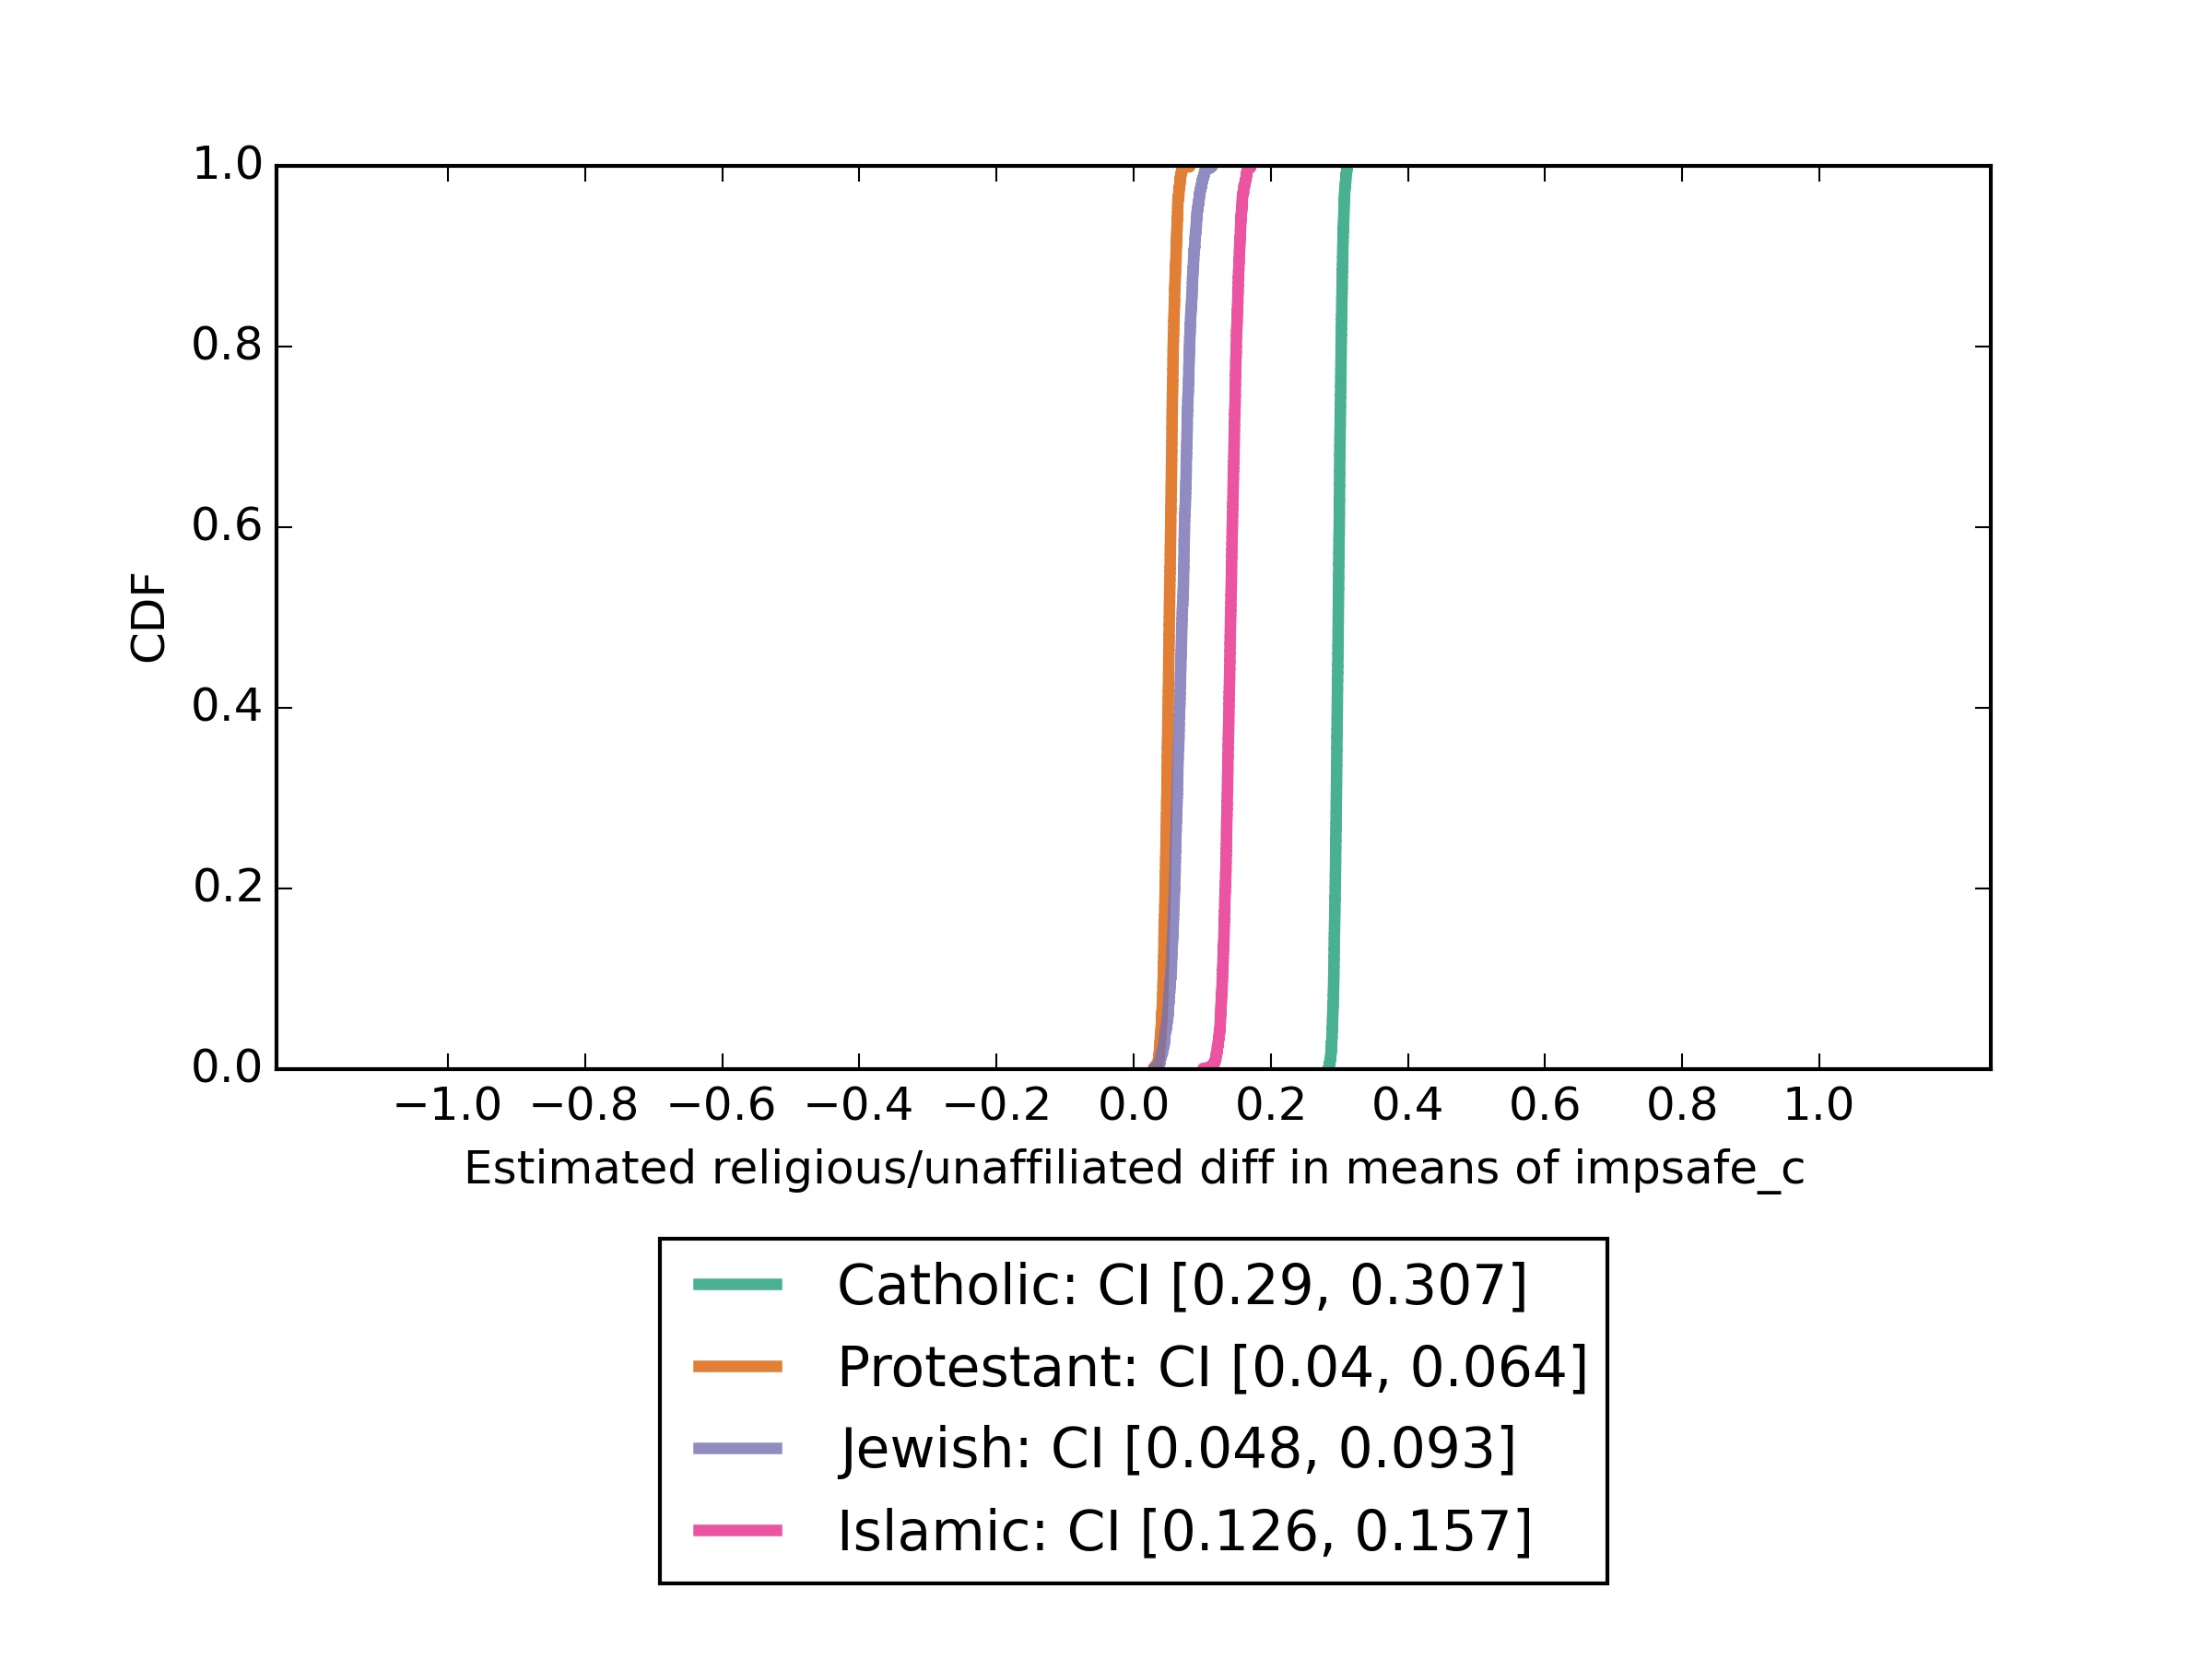 1.0
0.8
0.6
0.4
0.2
0.0
CDF
−1.0 −0.8 −0.6 −0.4 −0.2 0.0 0.2 0.4 0.6 0.8 1.0
Estimated religious/unaffiliated diff in means of impsafe_c
Catholic: CI [0.29, 0.307]
Protestant: CI [0.04, 0.064]
Jewish: CI [0.048, 0.093]
Islamic: CI [0.126, 0.157]